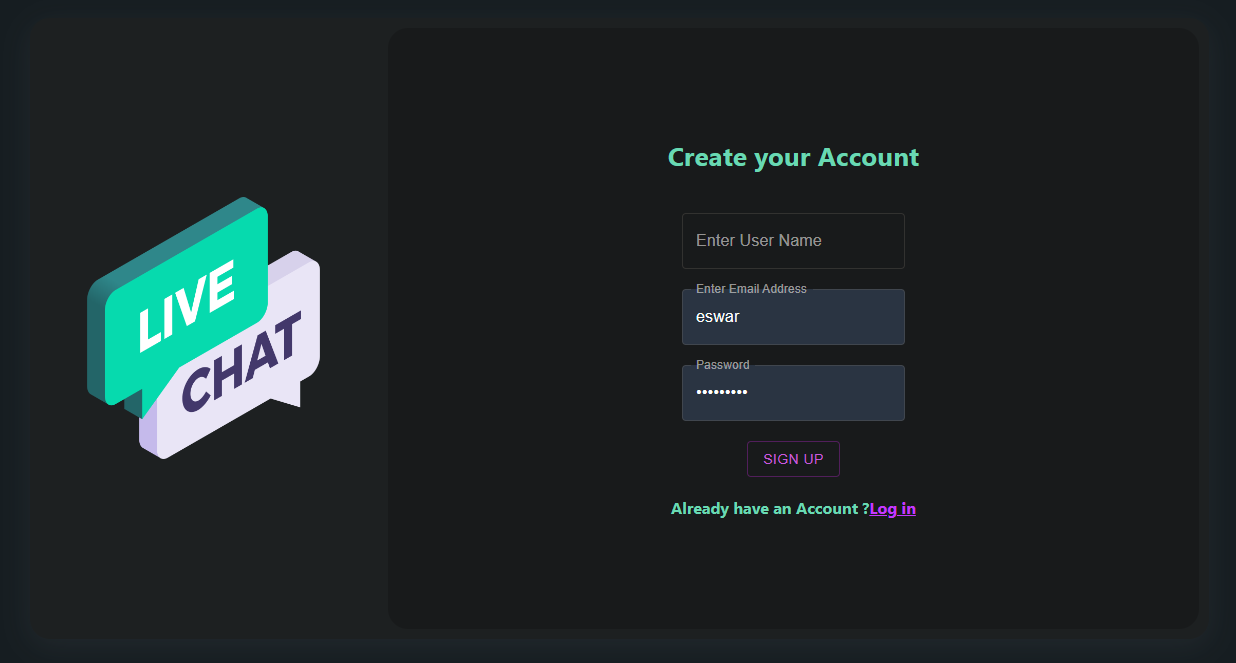 LIVE
CHAT
Create your Account
Enter User Name
Enter Email Address
eswar
Password
•••••••••
SIGN UP
Already have an Account ?Log in